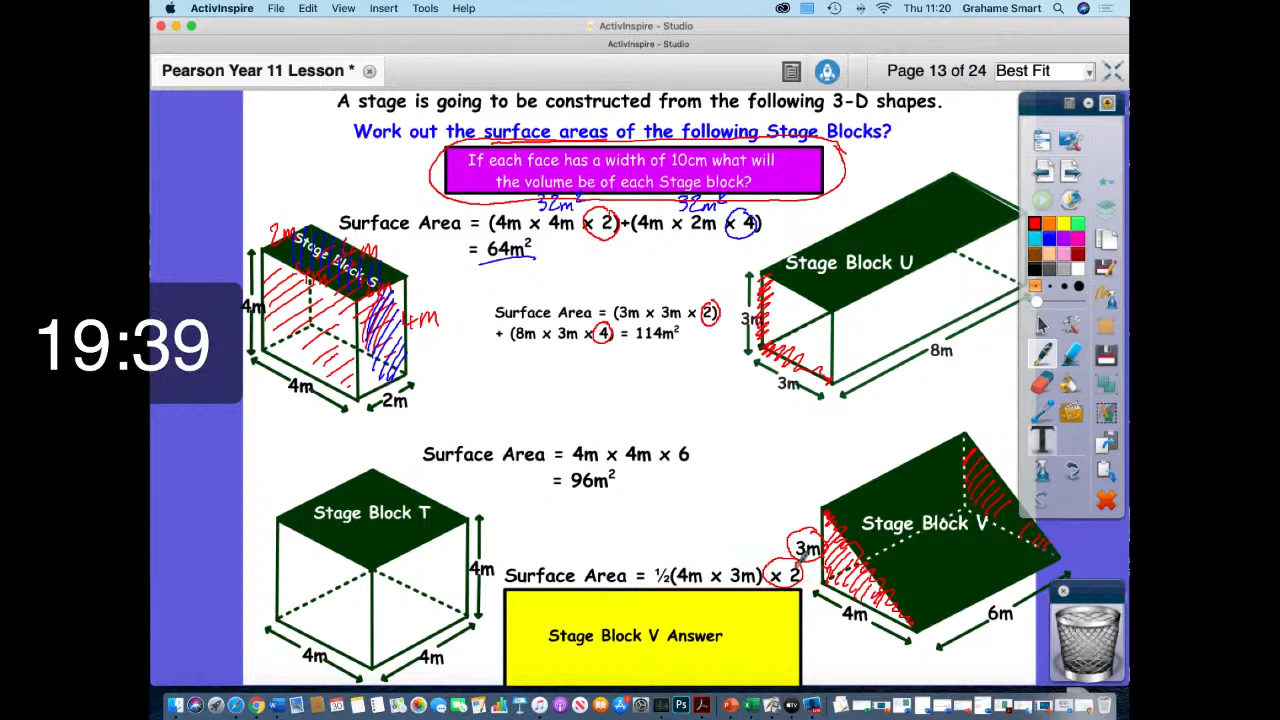 ActivInspire File Edit View Insert Tools Help Thu 11:20 Grahame Smart
ActivInspire - Studio
ActivInspire - Studio
Pearson Year 11 Lesson *
Page 13 of 24 Best Fit
A stage is going to be constructed from the following 3-D shapes.
Work out the surface areas of the following Stage Blocks?
If each face has a width of 10cm what will
the volume be of each Stage block?
32m² 32m²
Surface Area = (4m x 4m x 2)+(4m x 2m x 4)
= 64m²
2m
4m
Stage Block S
4m
4m
4m
2m
Surface Area = (3m x 3m x 2)
+ (8m x 3m x 4) = 114m²
Stage Block U
3m
3m
8m
19:39
Surface Area = 4m x 4m x 6
= 96m²
Stage Block T
4m
4m
4m
Stage Block V
3m
4m
6m
Surface Area = ½(4m x 3m) x 2
Stage Block V Answer
T